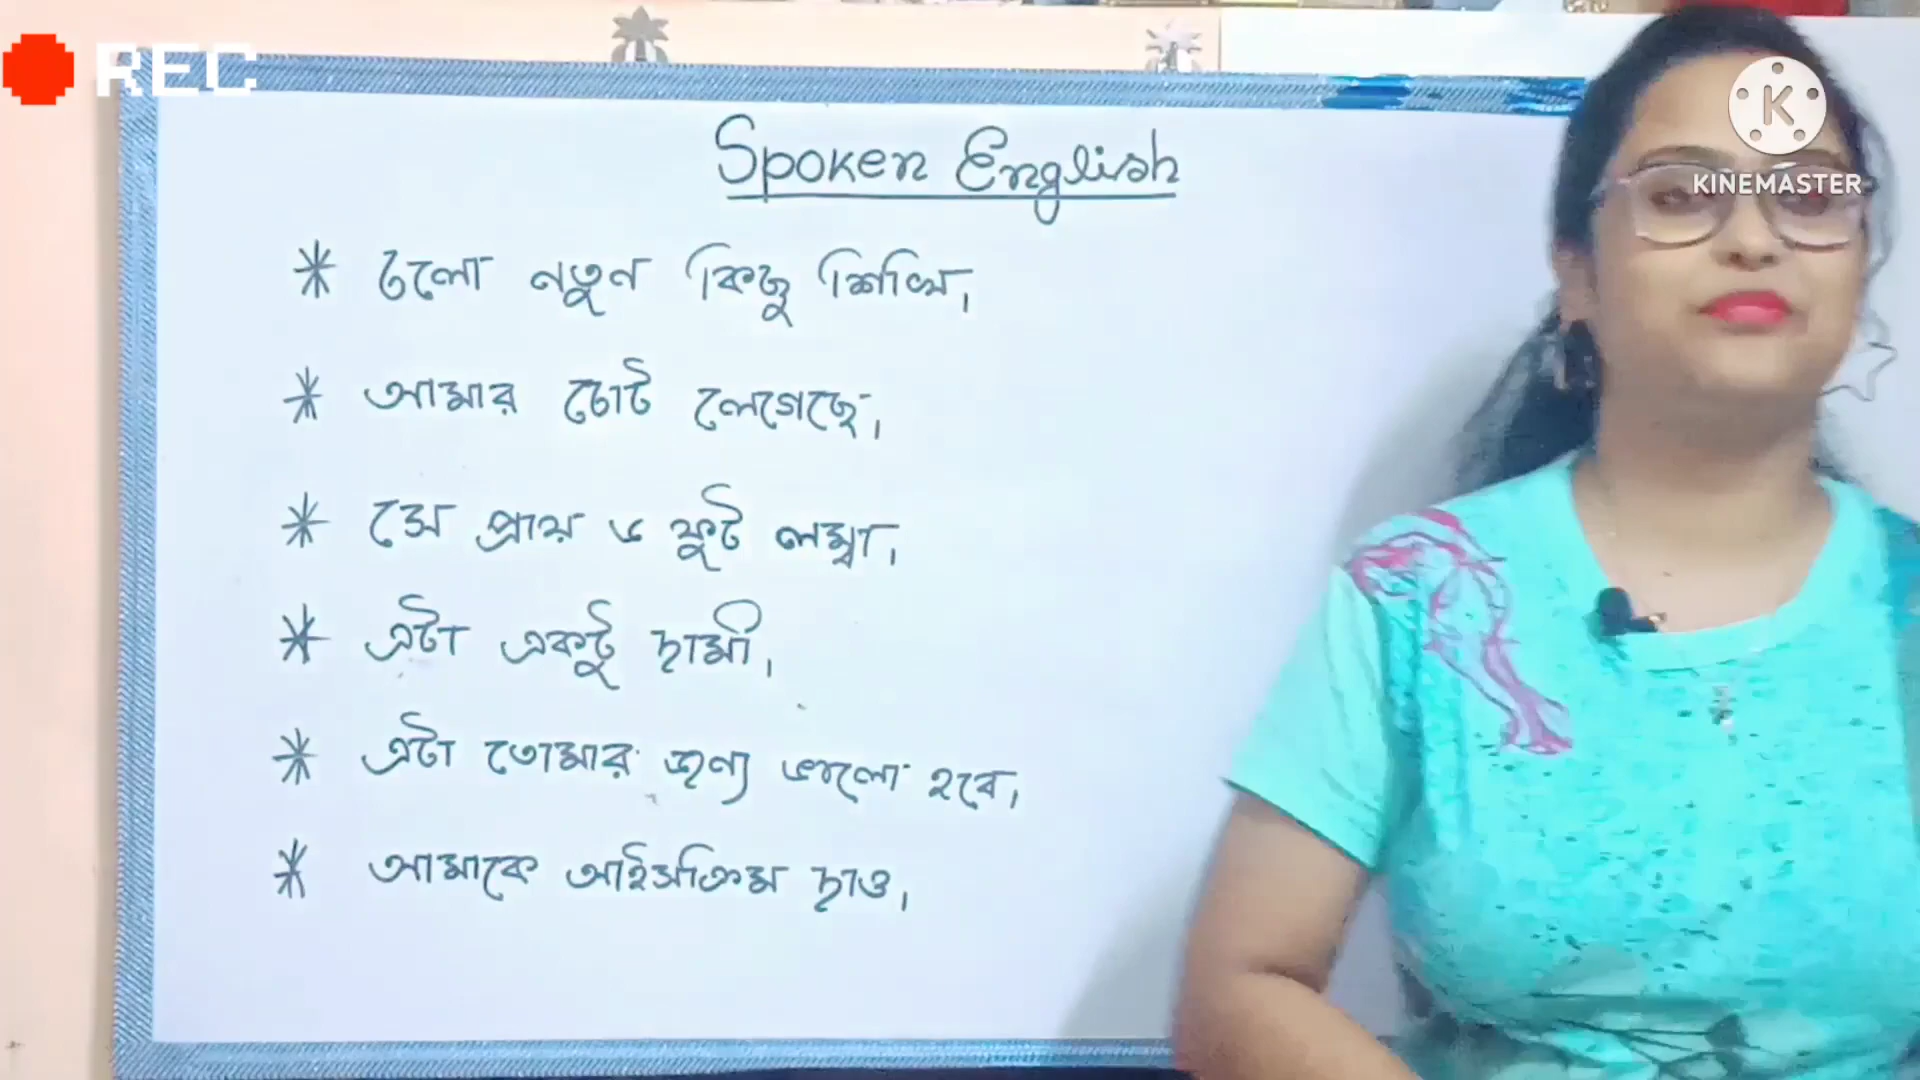 REC
KINEMASTER
Spoken English
* চলো নতুন কিছু শিখি।
* আমার চোট লেগেছে।
* সে প্রায় ৬ ফুট লম্বা।
* এটা একটু দামী।
* এটা তোমার জন্য ভালো হবে।
* আমাকে আইসক্রিম দাও।